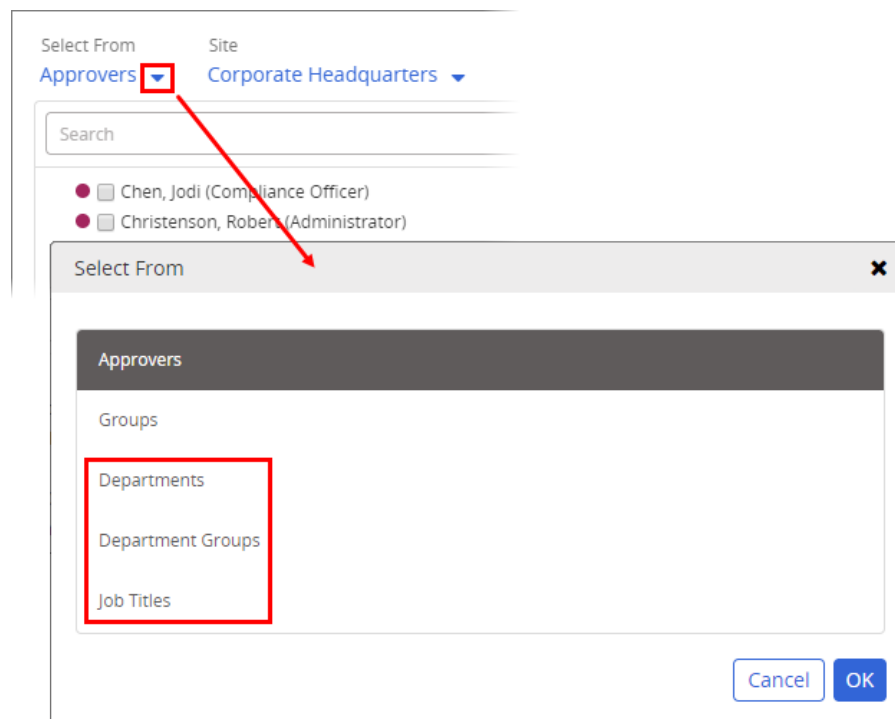 Select From Site
Approvers Corporate Headquarters
Search
Chen, Jodi (Compliance Officer)
Christenson, Robert (Administrator)
Select From
Approvers
Groups
Departments
Department Groups
Job Titles
Cancel OK